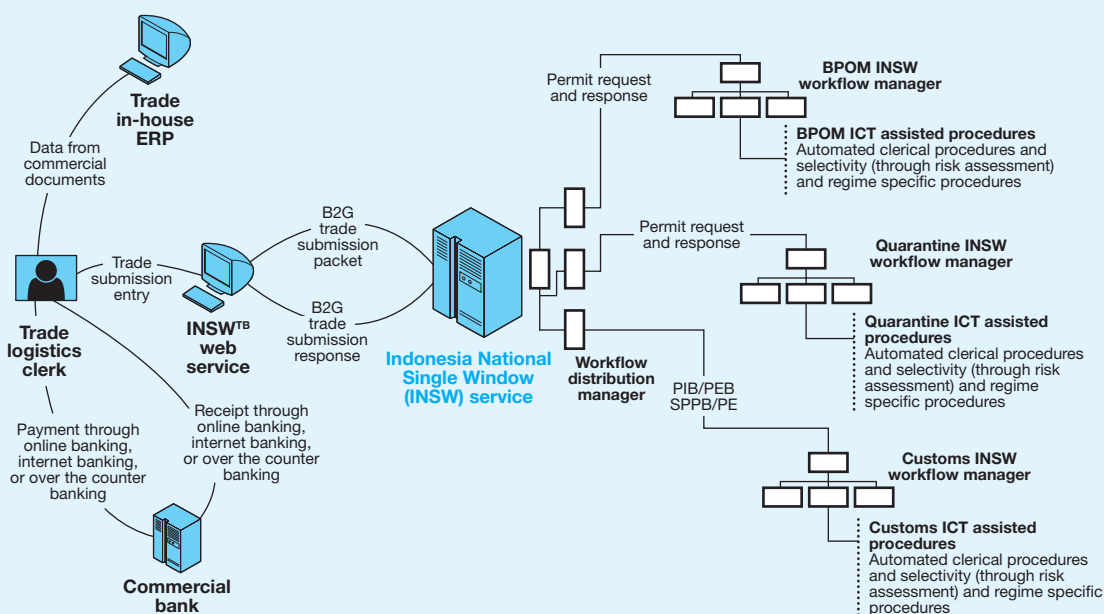 Trade
in-house
ERP
Data from
commercial
documents
Trade
logistics
clerk
Trade
submission
entry
INSWTB
web
service
B2G
trade
submission
packet
B2G
trade
submission
response
Payment through
online banking,
internet banking,
or over the counter
banking
Receipt through
online banking,
internet banking,
or over the counter
banking
Commercial
bank
Indonesia National
Single Window
(INSW) service
Workflow
distribution
manager
Permit request
and response
BPOM INSW
workflow manager
BPOM ICT assisted procedures
Automated clerical procedures and
selectivity (through risk assessment)
and regime specific procedures
Permit request
and response
Quarantine INSW
workflow manager
Quarantine ICT assisted
procedures
Automated clerical procedures
and selectivity (through risk
assessment) and regime
specific procedures
PIB/PEB
SPPB/PE
Customs INSW
workflow manager
Customs ICT assisted
procedures
Automated clerical procedures
and selectivity (through risk
assessment) and regime specific
procedures